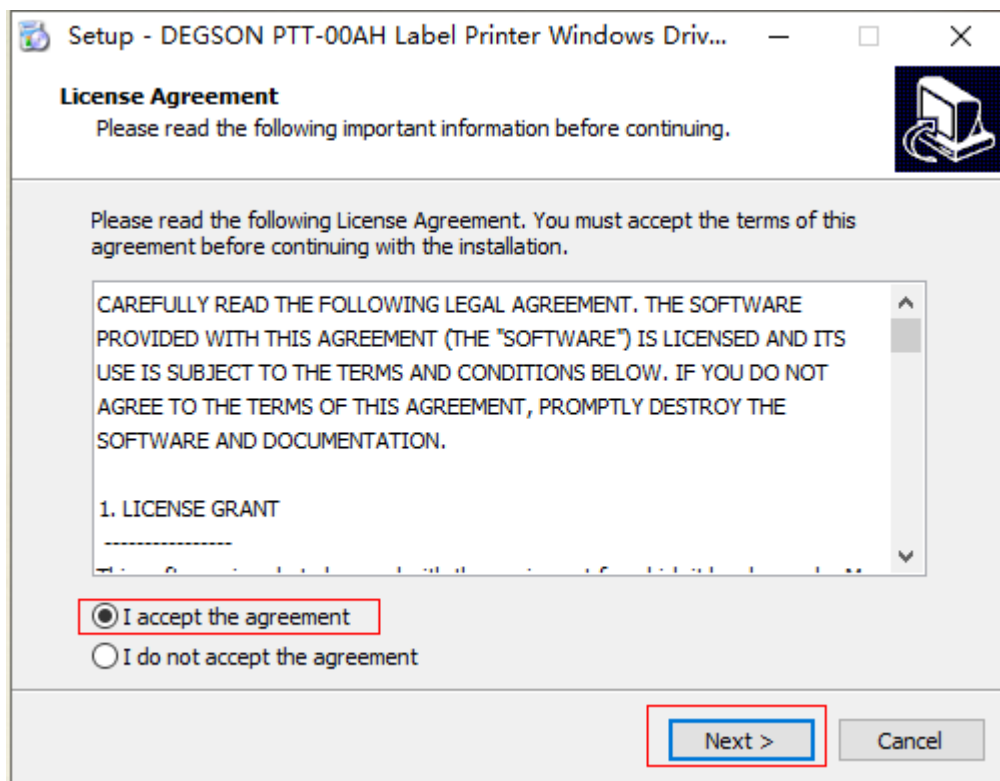 Setup - DEGSON PTT-00AH Label Printer Windows Driv...
License Agreement
Please read the following important information before continuing.
Please read the following License Agreement. You must accept the terms of this
agreement before continuing with the installation.
CAREFULLY READ THE FOLLOWING LEGAL AGREEMENT. THE SOFTWARE
PROVIDED WITH THIS AGREEMENT (THE "SOFTWARE") IS LICENSED AND ITS
USE IS SUBJECT TO THE TERMS AND CONDITIONS BELOW. IF YOU DO NOT
AGREE TO THE TERMS OF THIS AGREEMENT, PROMPTLY DESTROY THE
SOFTWARE AND DOCUMENTATION.
1. LICENSE GRANT
----------------
I accept the agreement
I do not accept the agreement
Next >
Cancel